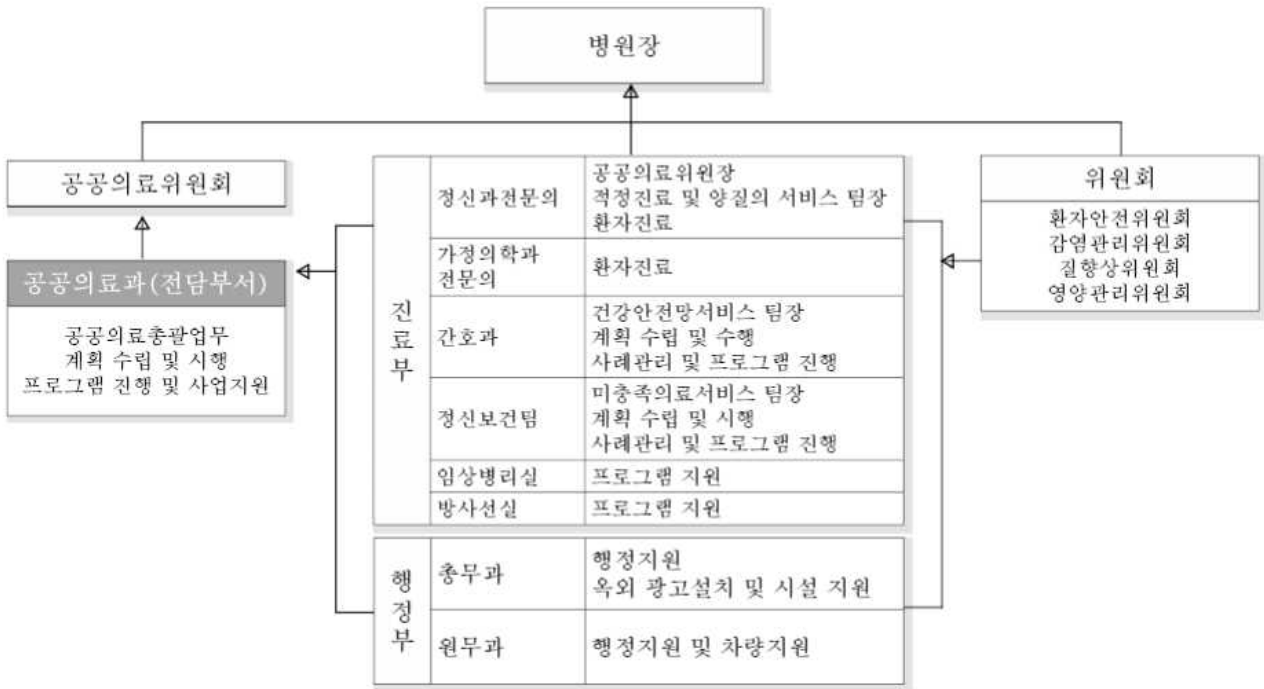 병원장
공공의료위원회
공공의료과(전담부서)
공공의료총괄업무
계획 수립 및 시행
프로그램 진행 및 사업지원
진료부
정신과전문의
공공의료위원장
적정진료 및 양질의 서비스 팀장
환자진료
가정의학과
전문의
환자진료
간호과
건강안전망서비스 팀장
계획 수립 및 수행
사례관리 및 프로그램 진행
정신보건팀
미충족의료서비스 팀장
계획 수립 및 시행
사례관리 및 프로그램 진행
임상병리실
프로그램 지원
방사선실
프로그램 지원
행정부
총무과
행정지원
옥외 광고설치 및 시설 지원
원무과
행정지원 및 차량지원
위원회
환자안전위원회
감염관리위원회
질향상위원회
영양관리위원회